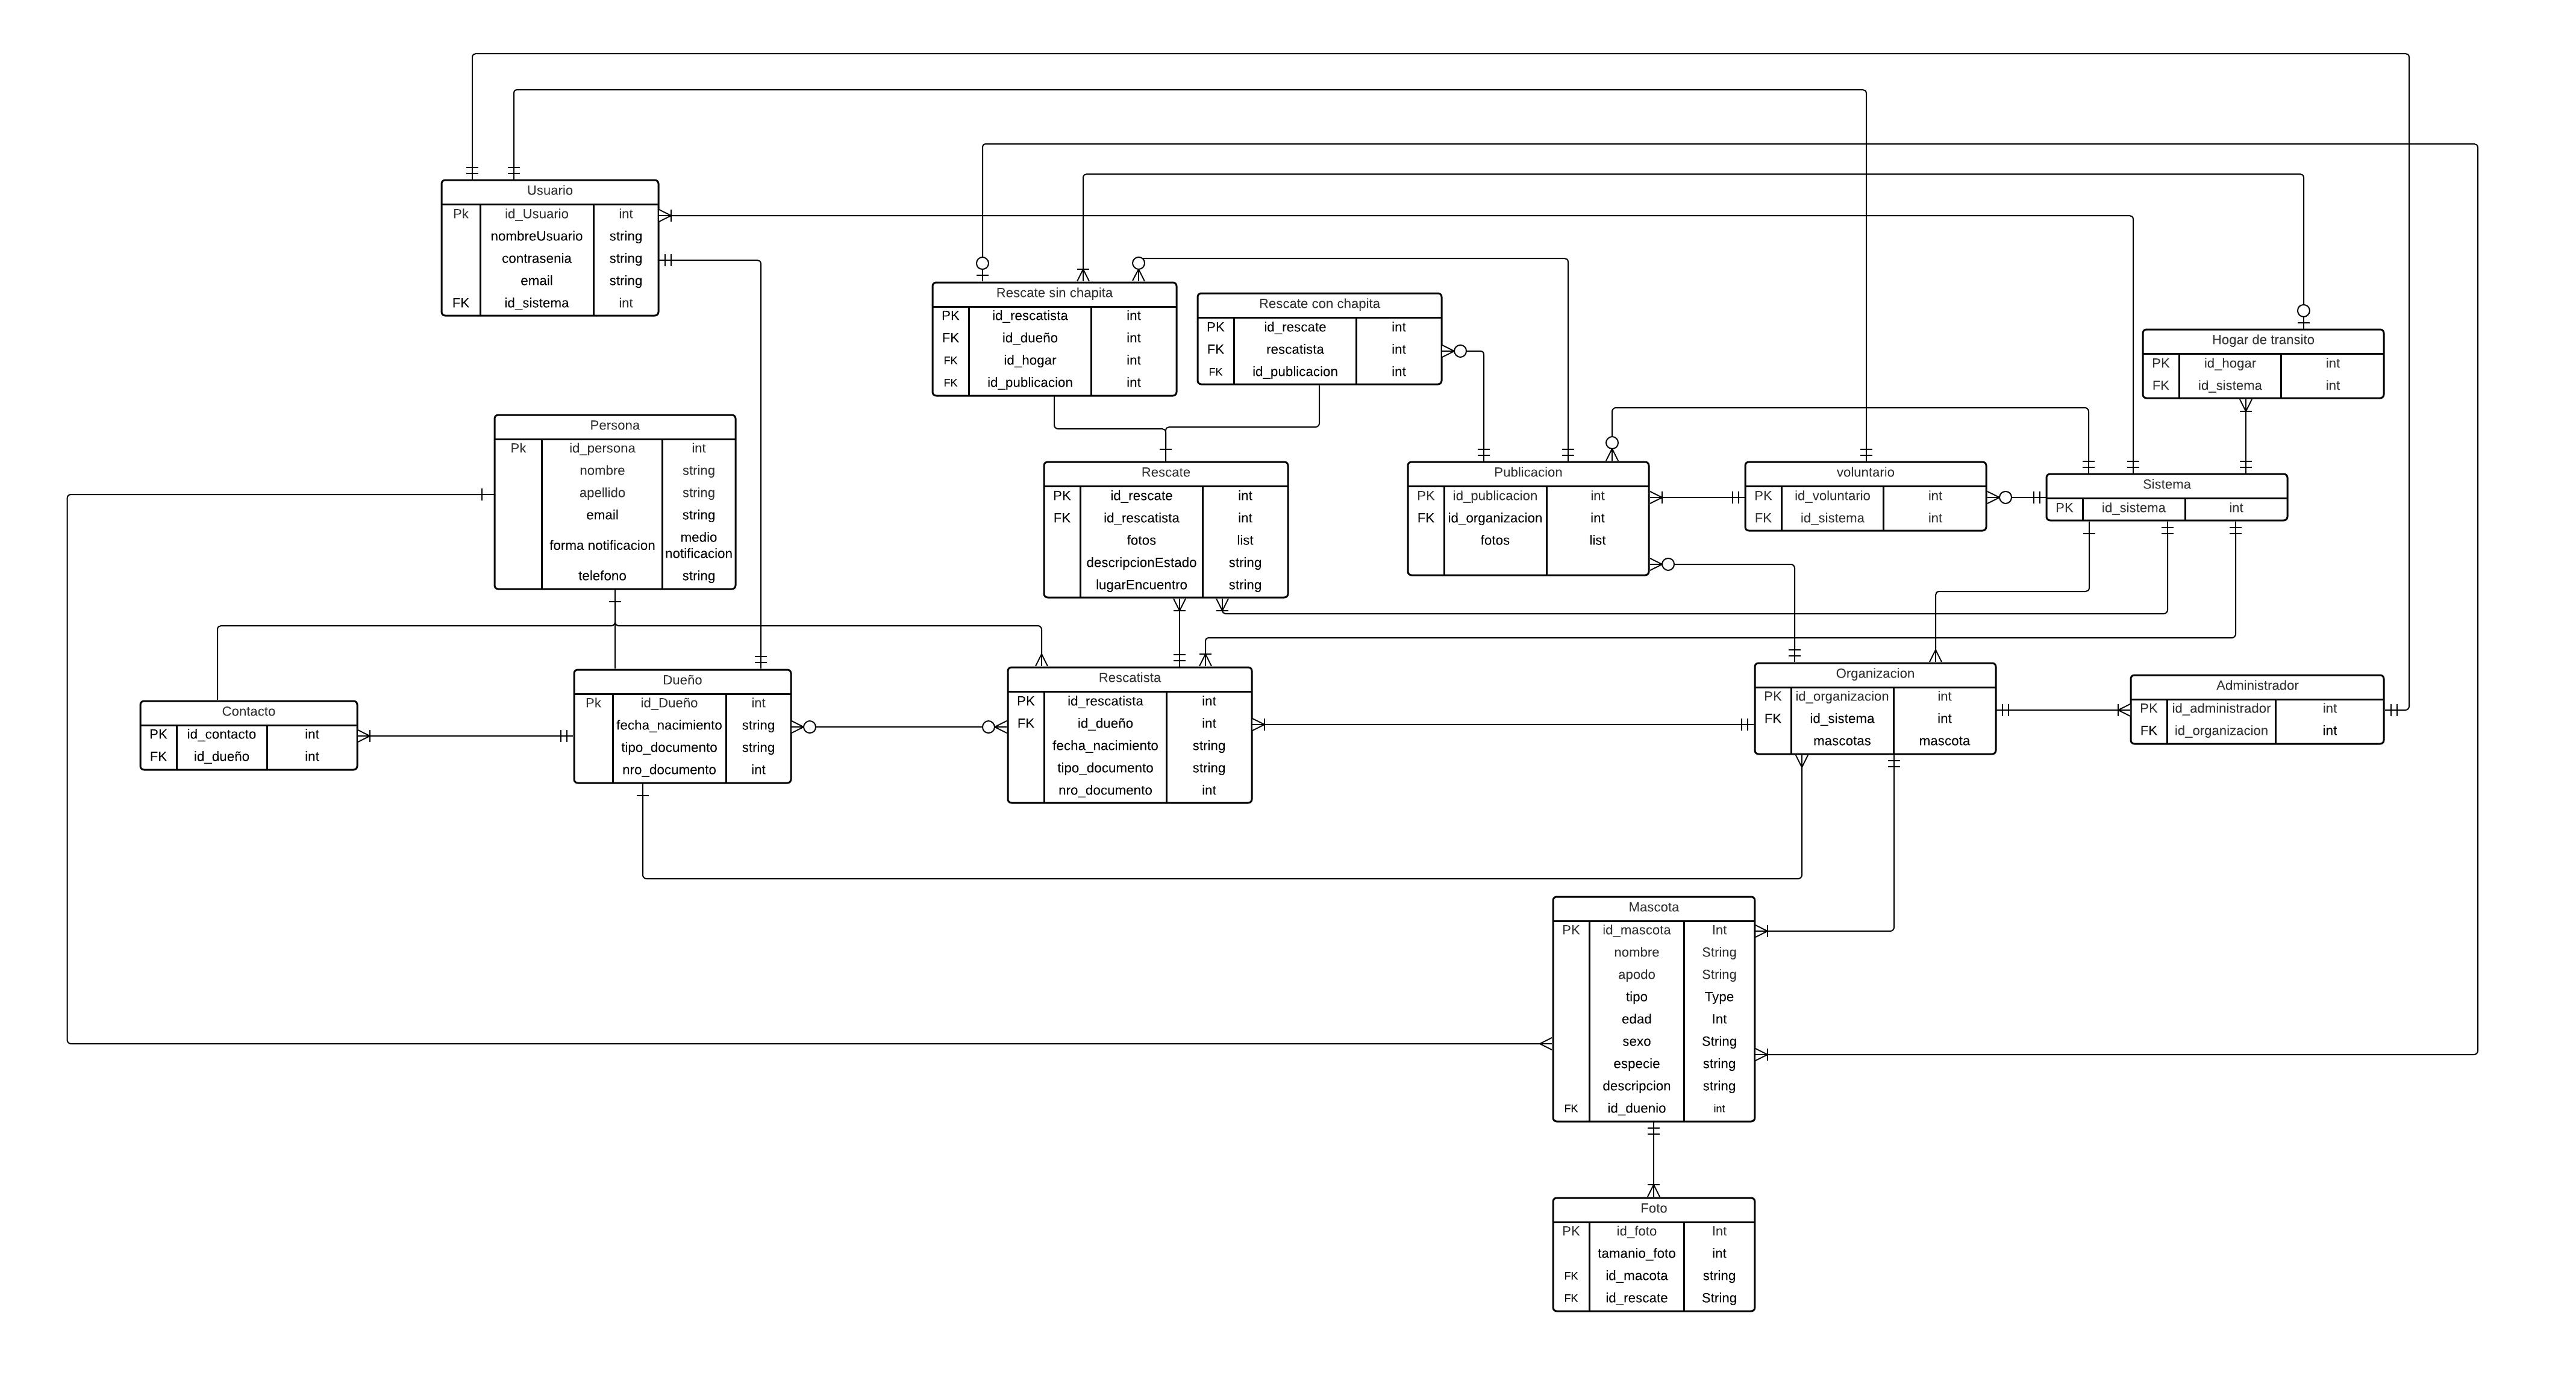 Usuario
Pk id_Usuario int
nombreUsuario string
contrasenia string
email string
FK id_sistema int
Rescate sin chapita
PK id_rescatista int
FK id_dueño int
FK id_hogar int
FK id_publicacion int
Rescate con chapita
PK id_rescate int
FK rescatista int
FK id_publicacion int
Hogar de transito
PK id_hogar int
FK id_sistema int
Persona
Pk id_persona int
nombre string
apellido string
email string
forma notificacion medio
notificacion
telefono string
Rescate
PK id_rescate int
FK id_rescatista int
fotos list
descripcionEstado string
lugarEncuentro string
Publicacion
PK id_publicacion int
FK id_organizacion int
fotos list
voluntario
PK id_voluntario int
FK id_sistema int
Sistema
PK id_sistema int
Contacto
PK id_contacto int
FK id_dueño int
Dueño
Pk id_Dueño int
fecha_nacimiento string
tipo_documento string
nro_documento int
Rescatista
PK id_rescatista int
FK id_dueño int
fecha_nacimiento string
tipo_documento string
nro_documento int
Organizacion
PK id_organizacion int
FK id_sistema int
mascotas mascota
Administrador
PK id_administrador int
FK id_organizacion int
Mascota
PK id_mascota Int
nombre String
apodo String
tipo Type
edad Int
sexo String
especie string
descripcion string
FK id_duenio int
Foto
PK id_foto Int
tamanio_foto int
FK id_macota string
FK id_rescate String